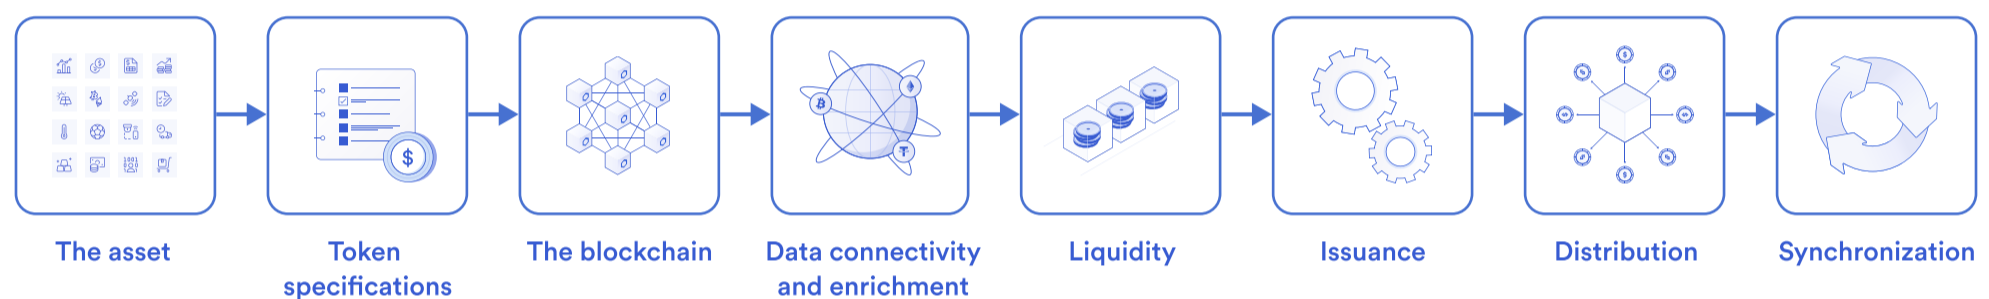 The asset
Token
specifications
The blockchain
Data connectivity
and enrichment
Liquidity
Issuance
Distribution
Synchronization